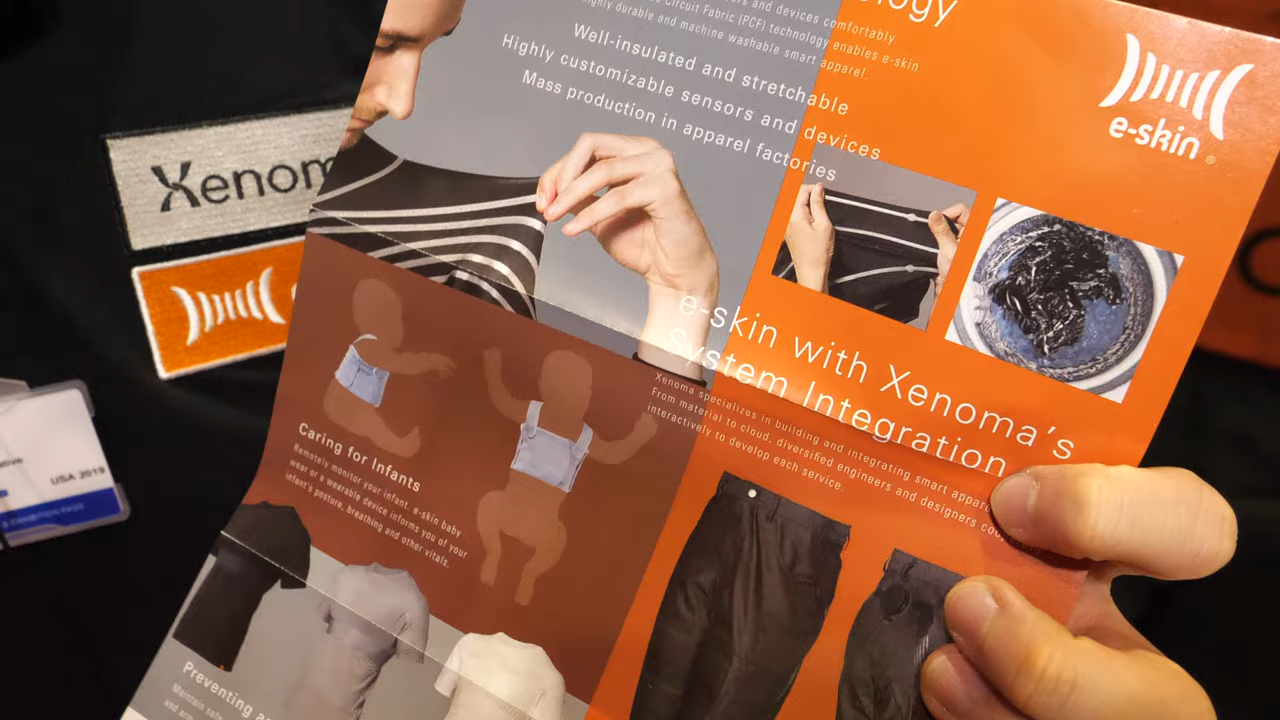 ology
and devices comfortably
Circuit Fabric (PCF) technology enables e-skin
highly durable and machine washable smart
apparel.
Well-insulated and stretchable
Highly customizable sensors and devices
Mass production in apparel factories
e-skin
Xenom
e-skin with Xenoma's
System Integration
Xenoma specializes in building and integrating smart appare
From material to cloud, diversified engineers and designers coo
interactively to develop each service.
Caring for Infants
Remotely monitor your infant. e-skin baby
wear or a wearable device informs you of your
infant's posture, breathing and other vitals.
USA 2019
Preventing a
Maintain safe